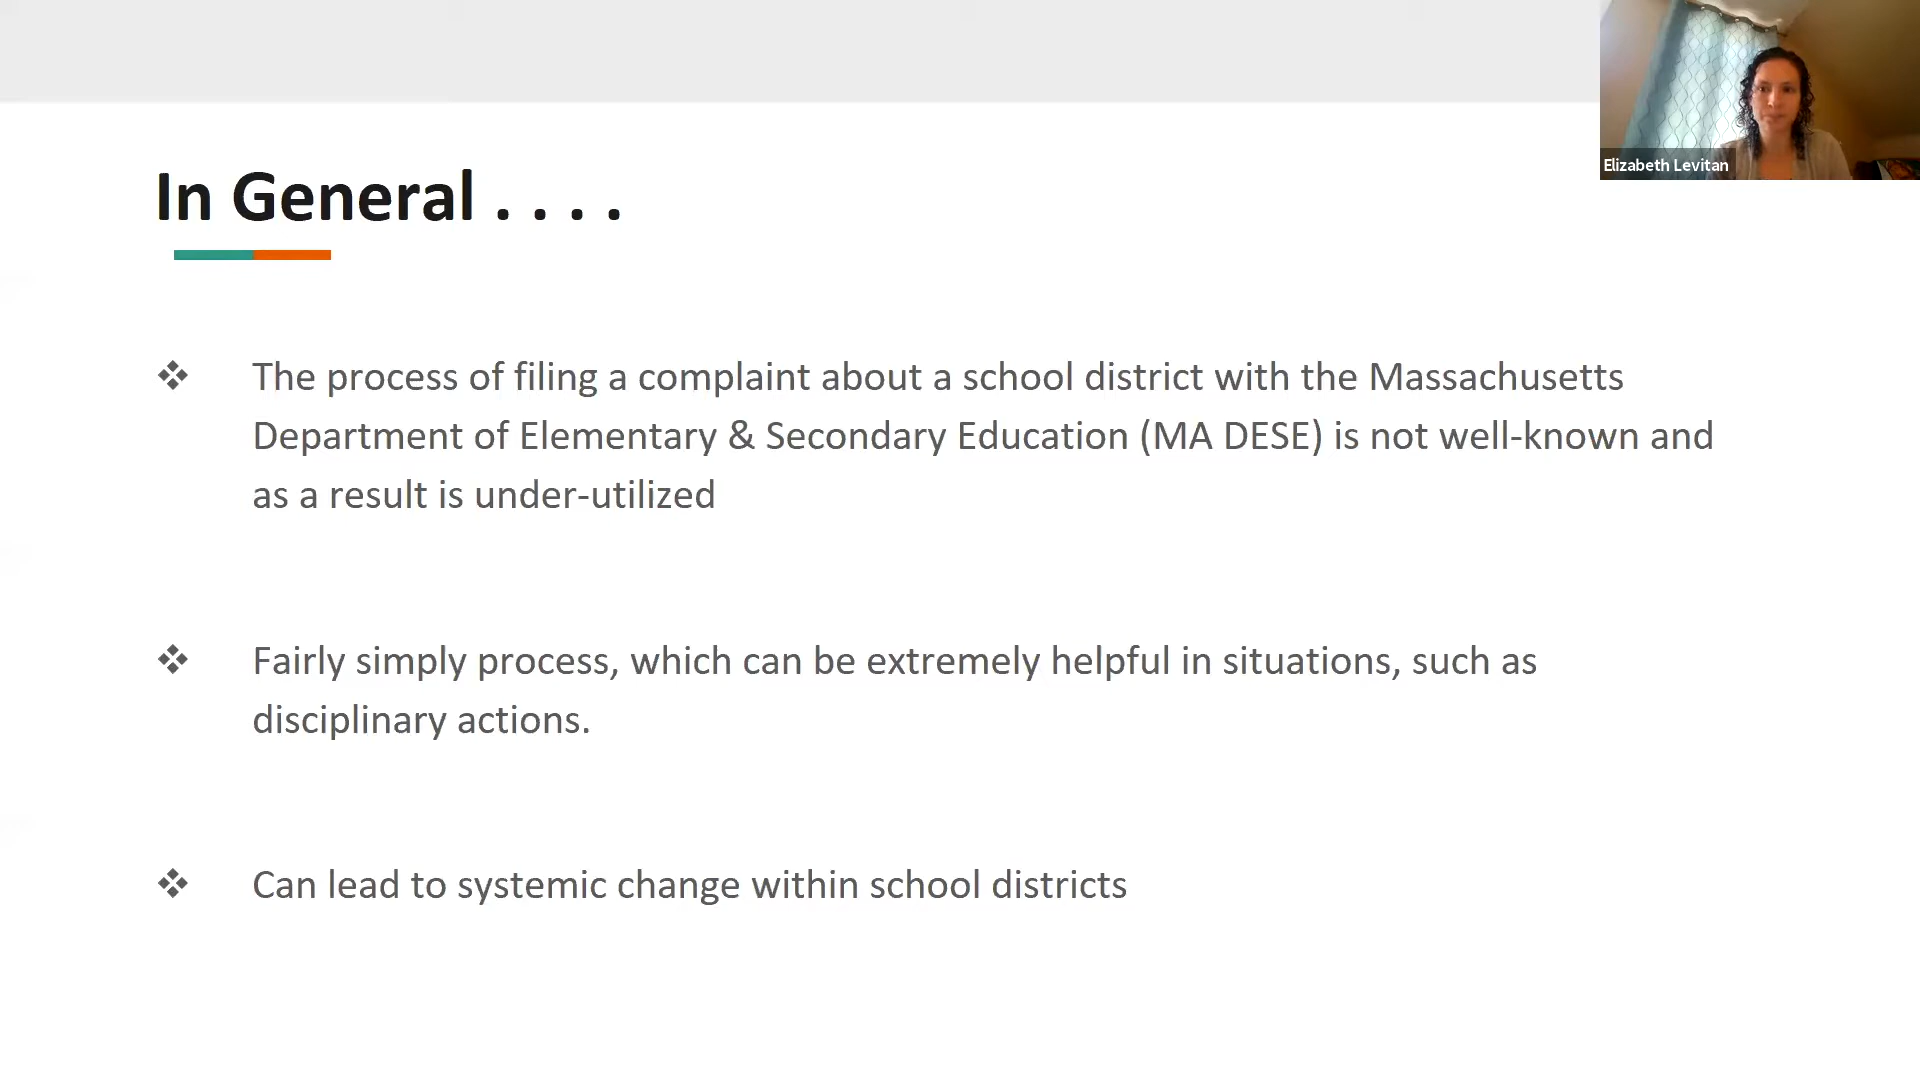 Elizabeth Levitan
In General . . . .
❖ The process of filing a complaint about a school district with the Massachusetts
Department of Elementary & Secondary Education (MA DESE) is not well-known and
as a result is under-utilized
❖ Fairly simply process, which can be extremely helpful in situations, such as
disciplinary actions.
❖ Can lead to systemic change within school districts